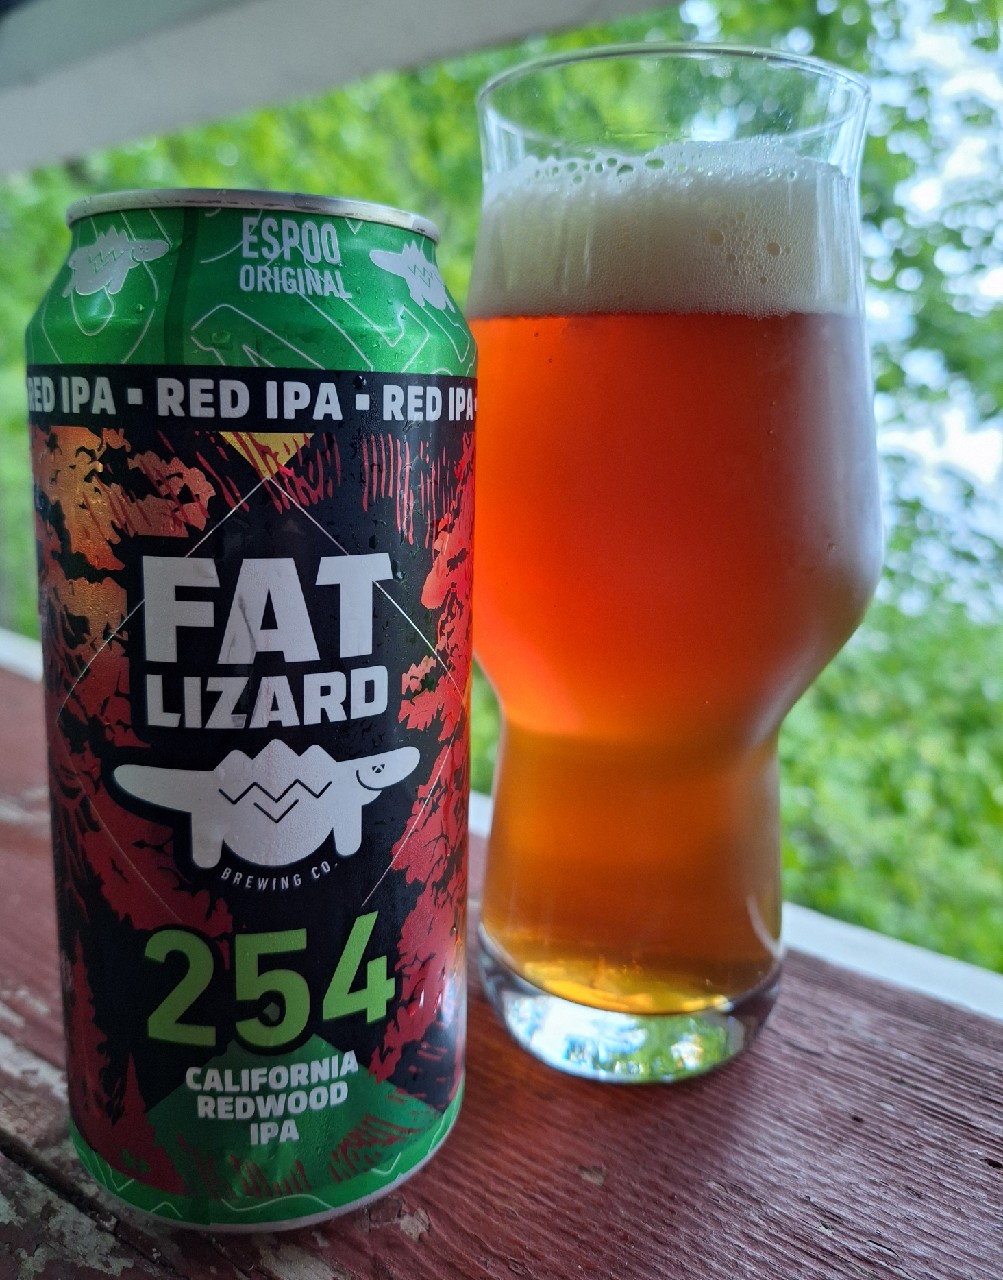 ESPOO
ORIGINAL
RED IPA ▪ RED IPA ▪ RED IPA
FAT
LIZARD
BREWING CO.
254
CALIFORNIA
REDWOOD
IPA